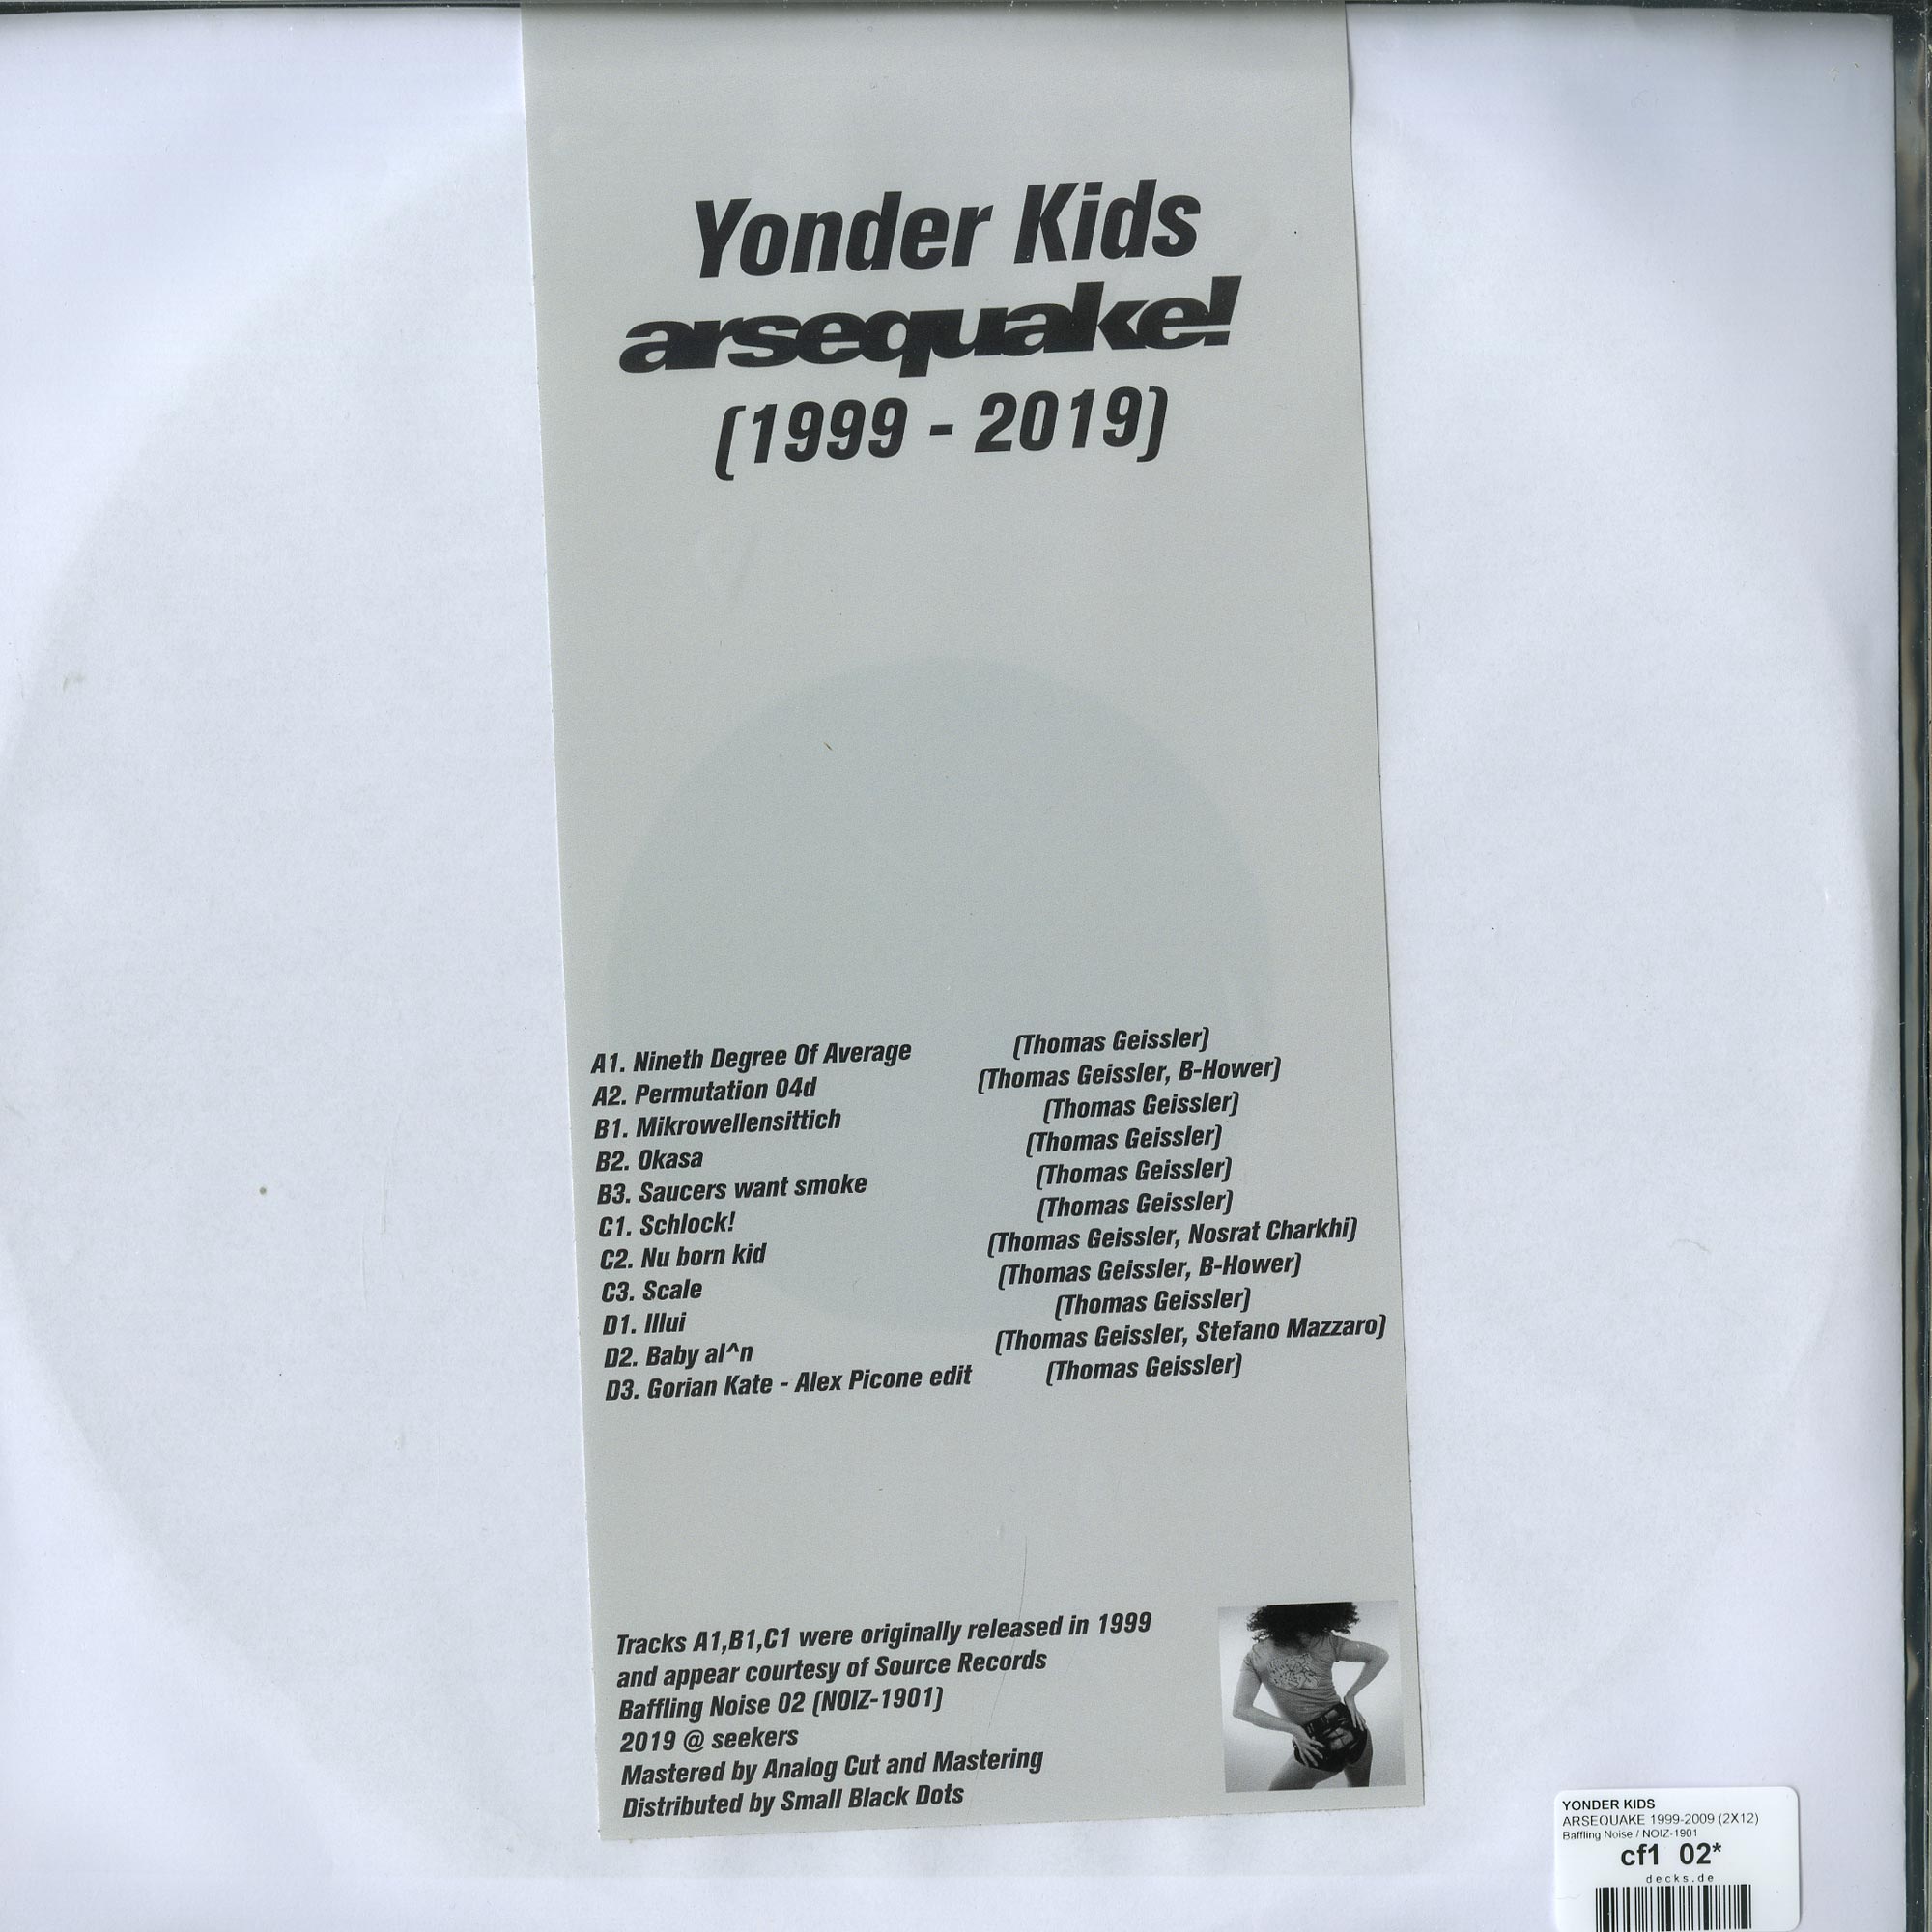 Yonder Kids
arsequake!
(1999 - 2019)
A1. Nineth Degree Of Average (Thomas Geissler)
A2. Permutation 04d (Thomas Geissler, B-Hower)
B1. Mikrowellensittich (Thomas Geissler)
B2. Okasa (Thomas Geissler)
B3. Saucers want smoke (Thomas Geissler)
C1. Schlock! (Thomas Geissler)
C2. Nu born kid (Thomas Geissler, Nosrat Charkhi)
C3. Scale (Thomas Geissler, B-Hower)
D1. Illui (Thomas Geissler)
D2. Baby al^n (Thomas Geissler, Stefano Mazzaro)
D3. Gorian Kate - Alex Picone edit (Thomas Geissler)
Tracks A1,B1,C1 were originally released in 1999
and appear courtesy of Source Records
Baffling Noise 02 (NOIZ-1901)
2019 @ seekers
Mastered by Analog Cut and Mastering
Distributed by Small Black Dots
YONDER KIDS
ARSEQUAKE 1999-2009 (2X12)
Baffling Noise / NOIZ-1901
cf1 02*
decks.de